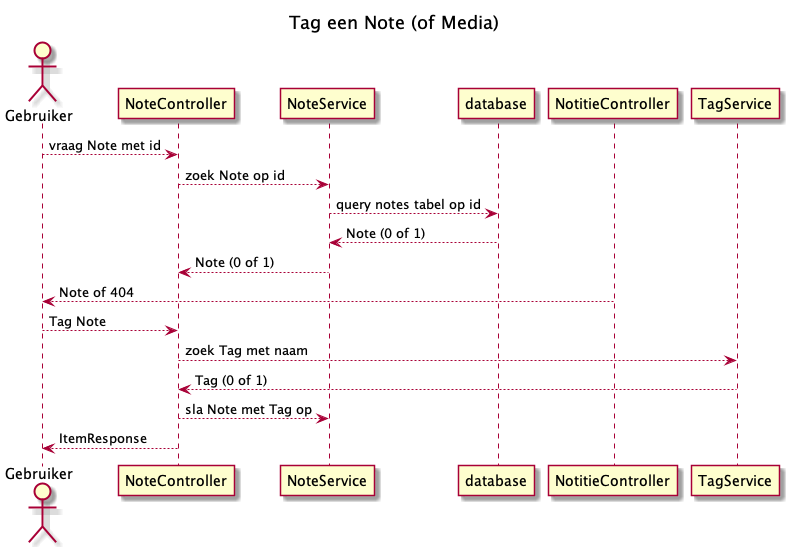 Tag een Note (of Media)
Gebruiker
NoteController
NoteService
database
NotitieController
TagService
vraag Note met id
zoek Note op id
query notes tabel op id
Note (0 of 1)
Note (0 of 1)
Note of 404
Tag Note
zoek Tag met naam
Tag (0 of 1)
sla Note met Tag op
ItemResponse
Gebruiker
NoteController
NoteService
database
NotitieController
TagService